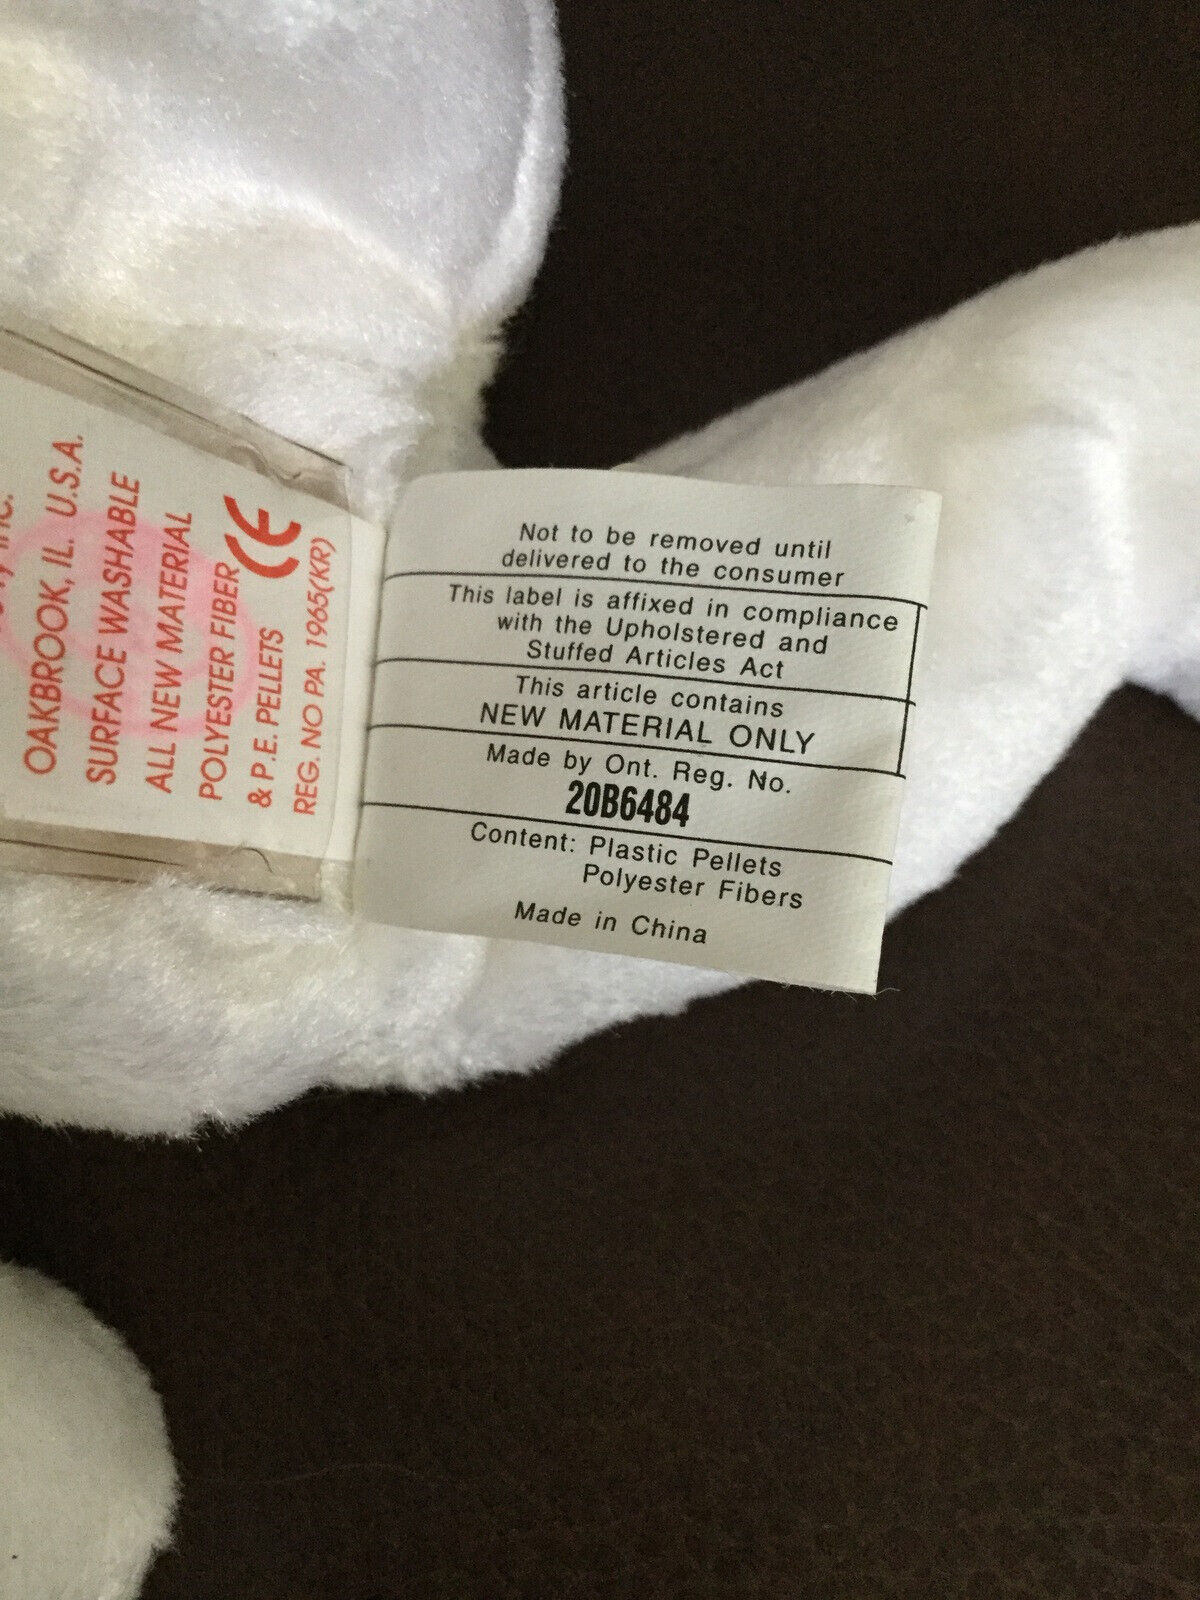 OAKBROOK, IL. U.S.A.
SURFACE WASHABLE
ALL NEW MATERIAL
POLYESTER FIBER
& P.E. PELLETS
CE
REG. NO PA. 1965(KR)
Not to be removed until
delivered to the consumer
This label is affixed in compliance
with the Upholstered and
Stuffed Articles Act
This article contains
NEW MATERIAL ONLY
Made by Ont. Reg. No.
20B6484
Content: Plastic Pellets
Polyester Fibers
Made in China